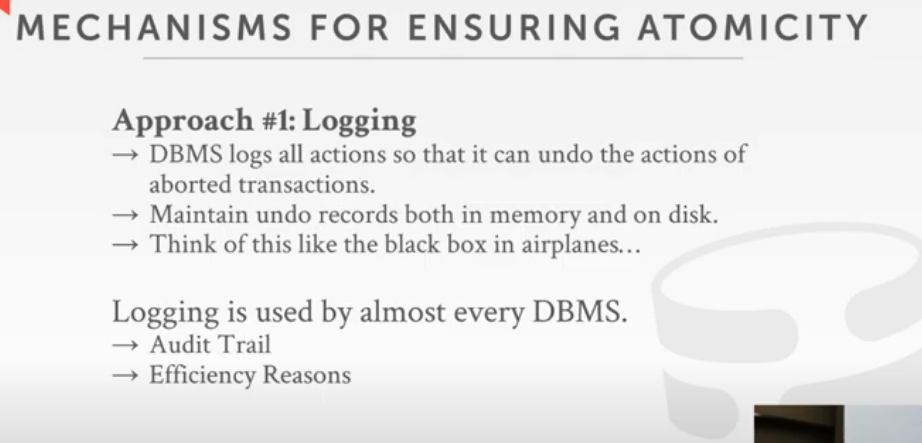 MECHANISMS FOR ENSURING ATOMICITY
Approach #1: Logging
→ DBMS logs all actions so that it can undo the actions of
aborted transactions.
→ Maintain undo records both in memory and on disk.
→ Think of this like the black box in airplanes…
Logging is used by almost every DBMS.
→ Audit Trail
→ Efficiency Reasons